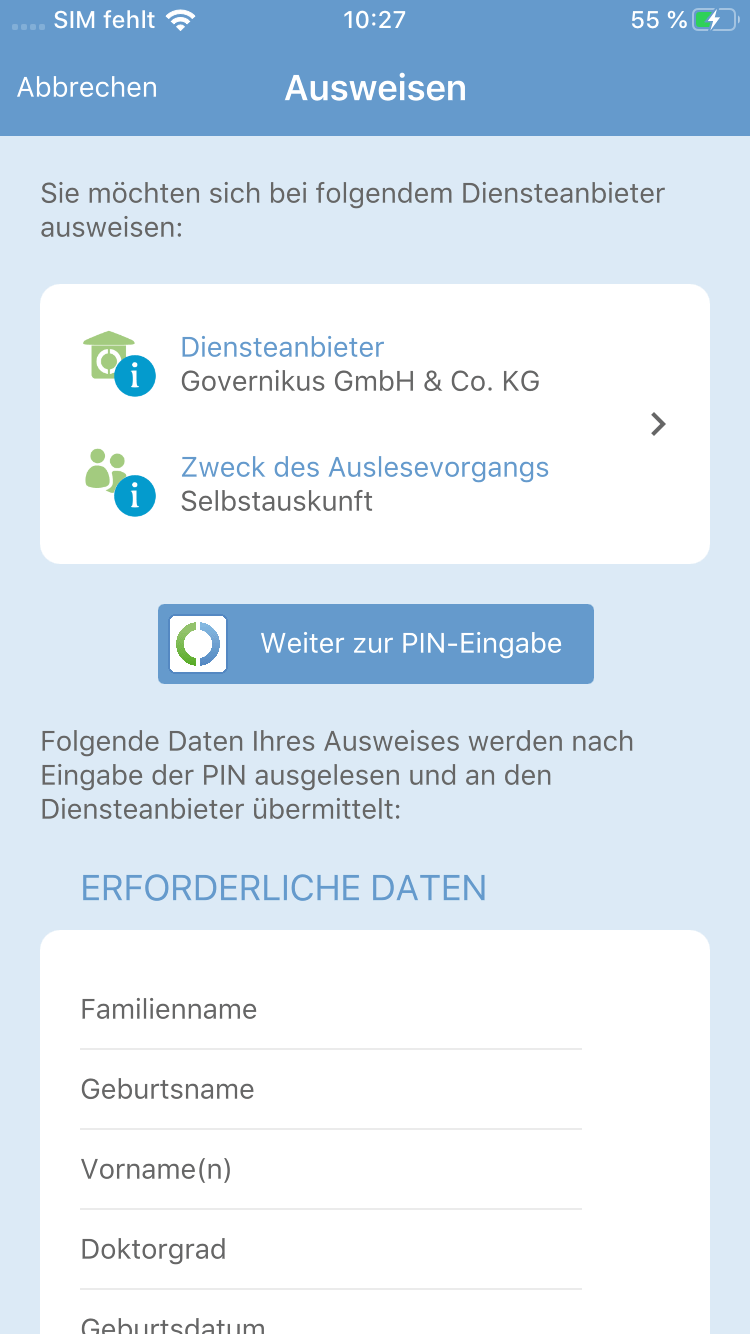 SIM fehlt 10:27 55 %
Abbrechen Ausweisen
Sie möchten sich bei folgendem Diensteanbieter
ausweisen:
Diensteanbieter
Governikus GmbH & Co. KG
Zweck des Auslesevorgangs
Selbstauskunft
Weiter zur PIN-Eingabe
Folgende Daten Ihres Ausweises werden nach
Eingabe der PIN ausgelesen und an den
Diensteanbieter übermittelt:
ERFORDERLICHE DATEN
Familienname
Geburtsname
Vorname(n)
Doktorgrad
Geburtsdatum